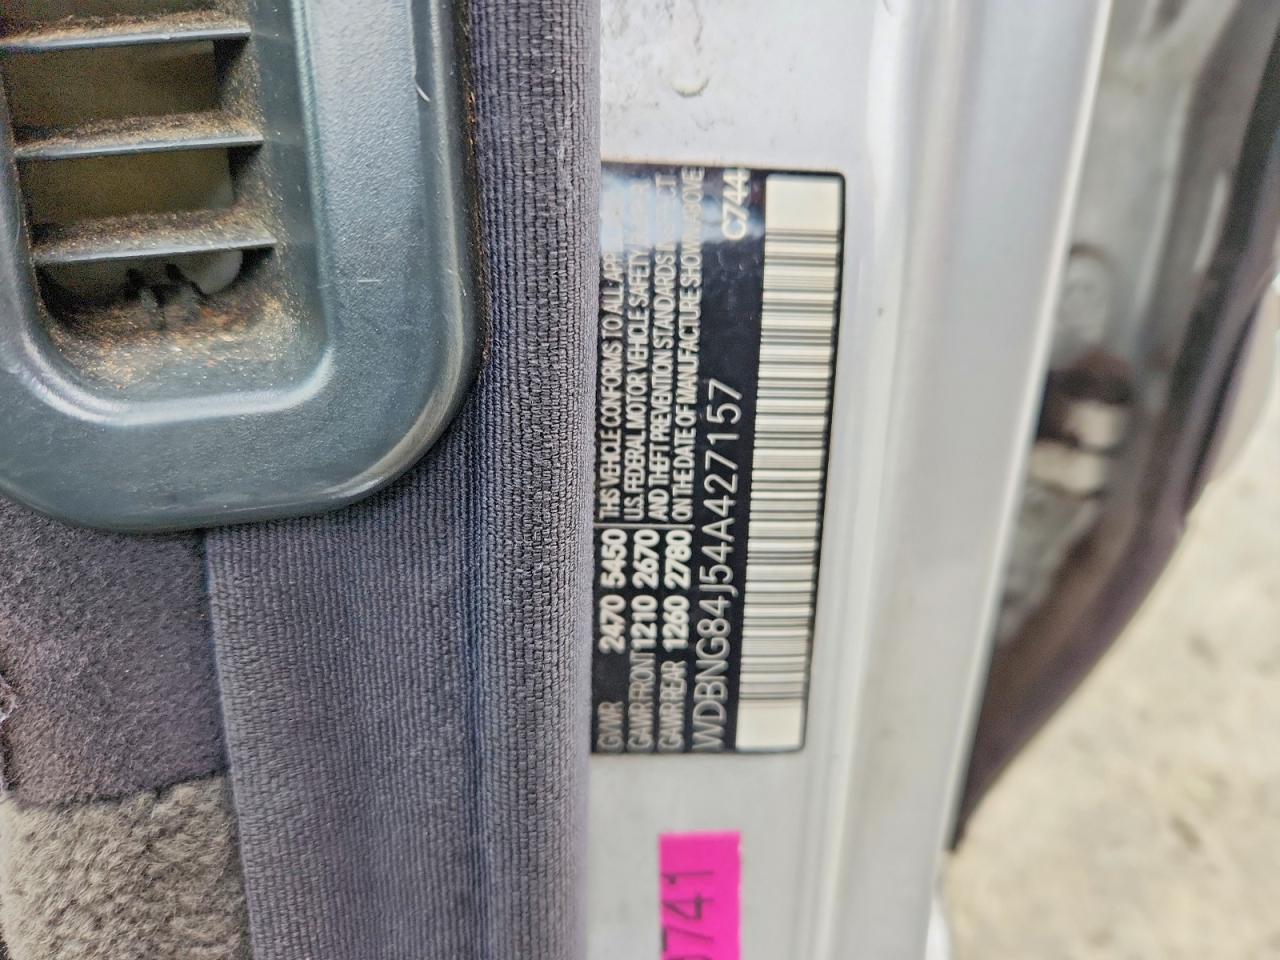 GVWR 2470 5450
GAWR FRONT 1210 2670
GAWR REAR 1260 2780
THIS VEHICLE CONFORMS TO ALL
U.S. FEDERAL MOTOR VEHICLE SAFETY
AND THEFT PREVENTION STANDARDS
ON THE DATE OF MANUFACTURE SHOWN ABOVE
WDBNG84J54A427157 C744
741